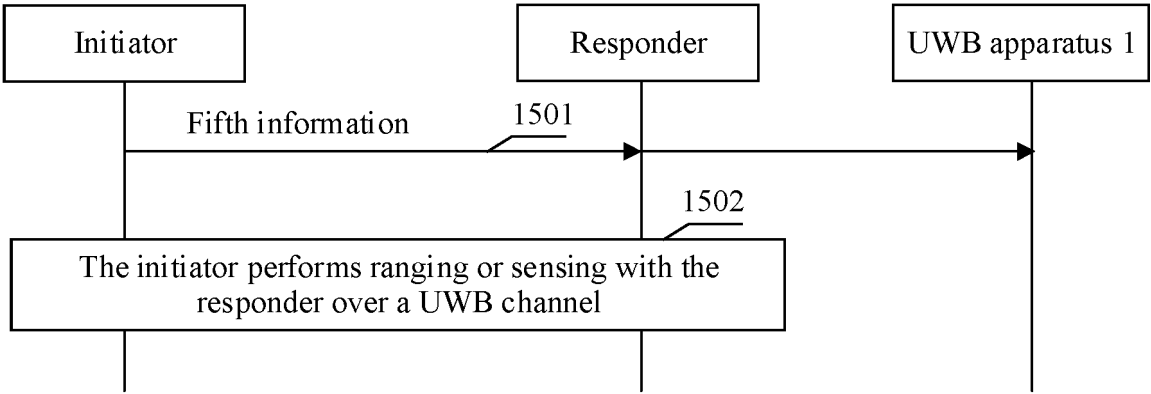 Initiator
Responder
UWB apparatus 1
Fifth information
1501
1502
The initiator performs ranging or sensing with the
responder over a UWB channel